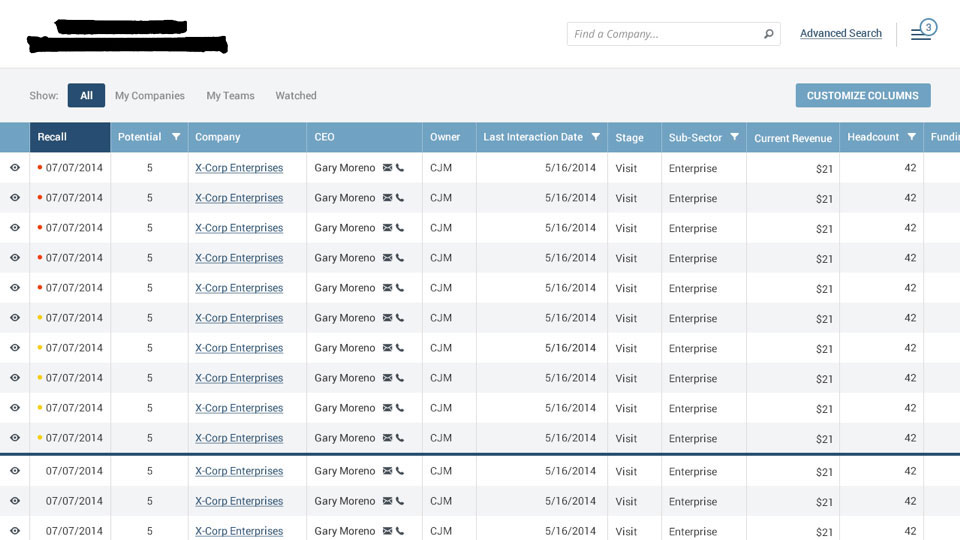 Find a Company...
Advanced Search
3
Show: All My Companies My Teams Watched
CUSTOMIZE COLUMNS
Recall Potential Company CEO Owner Last Interaction Date Stage Sub-Sector Current Revenue Headcount Fundin
07/07/2014 5 X-Corp Enterprises Gary Moreno CJM 5/16/2014 Visit Enterprise $21 42
07/07/2014 5 X-Corp Enterprises Gary Moreno CJM 5/16/2014 Visit Enterprise $21 42
07/07/2014 5 X-Corp Enterprises Gary Moreno CJM 5/16/2014 Visit Enterprise $21 42
07/07/2014 5 X-Corp Enterprises Gary Moreno CJM 5/16/2014 Visit Enterprise $21 42
07/07/2014 5 X-Corp Enterprises Gary Moreno CJM 5/16/2014 Visit Enterprise $21 42
07/07/2014 5 X-Corp Enterprises Gary Moreno CJM 5/16/2014 Visit Enterprise $21 42
07/07/2014 5 X-Corp Enterprises Gary Moreno CJM 5/16/2014 Visit Enterprise $21 42
07/07/2014 5 X-Corp Enterprises Gary Moreno CJM 5/16/2014 Visit Enterprise $21 42
07/07/2014 5 X-Corp Enterprises Gary Moreno CJM 5/16/2014 Visit Enterprise $21 42
07/07/2014 5 X-Corp Enterprises Gary Moreno CJM 5/16/2014 Visit Enterprise $21 42
07/07/2014 5 X-Corp Enterprises Gary Moreno CJM 5/16/2014 Visit Enterprise $21 42
07/07/2014 5 X-Corp Enterprises Gary Moreno CJM 5/16/2014 Visit Enterprise $21 42
07/07/2014 5 X-Corp Enterprises Gary Moreno CJM 5/16/2014 Visit Enterprise $21 42